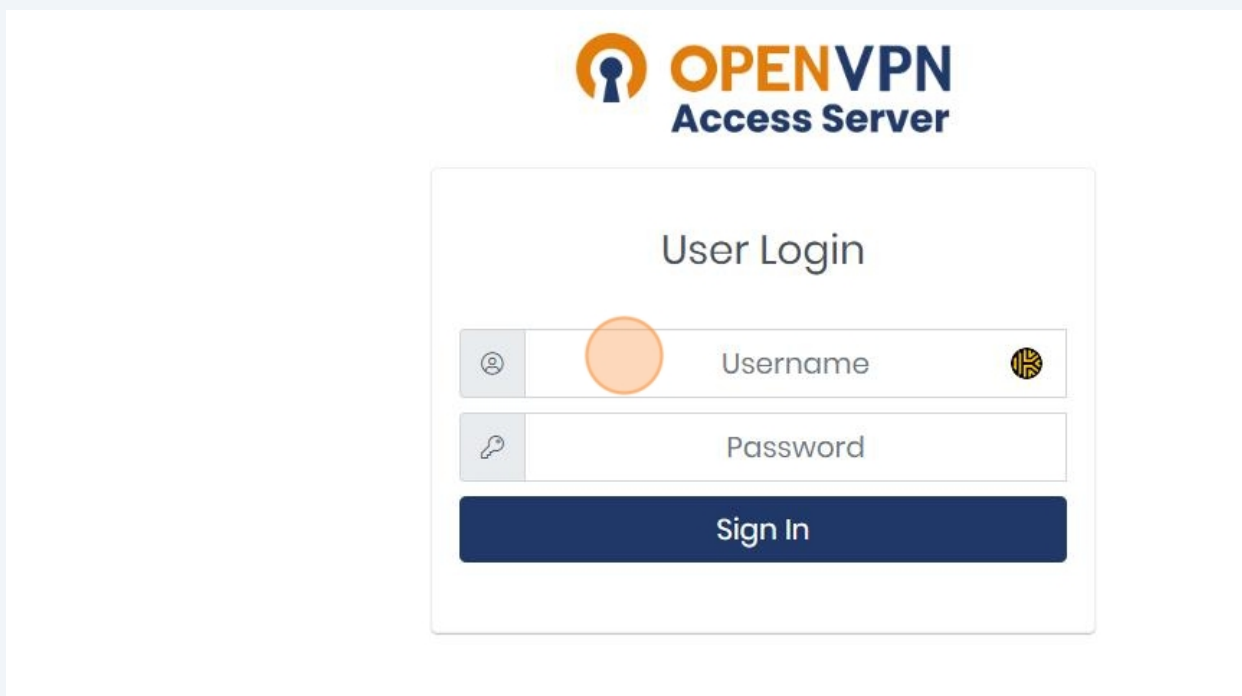 OPENVPN
Access Server
User Login
Username
Password
Sign In